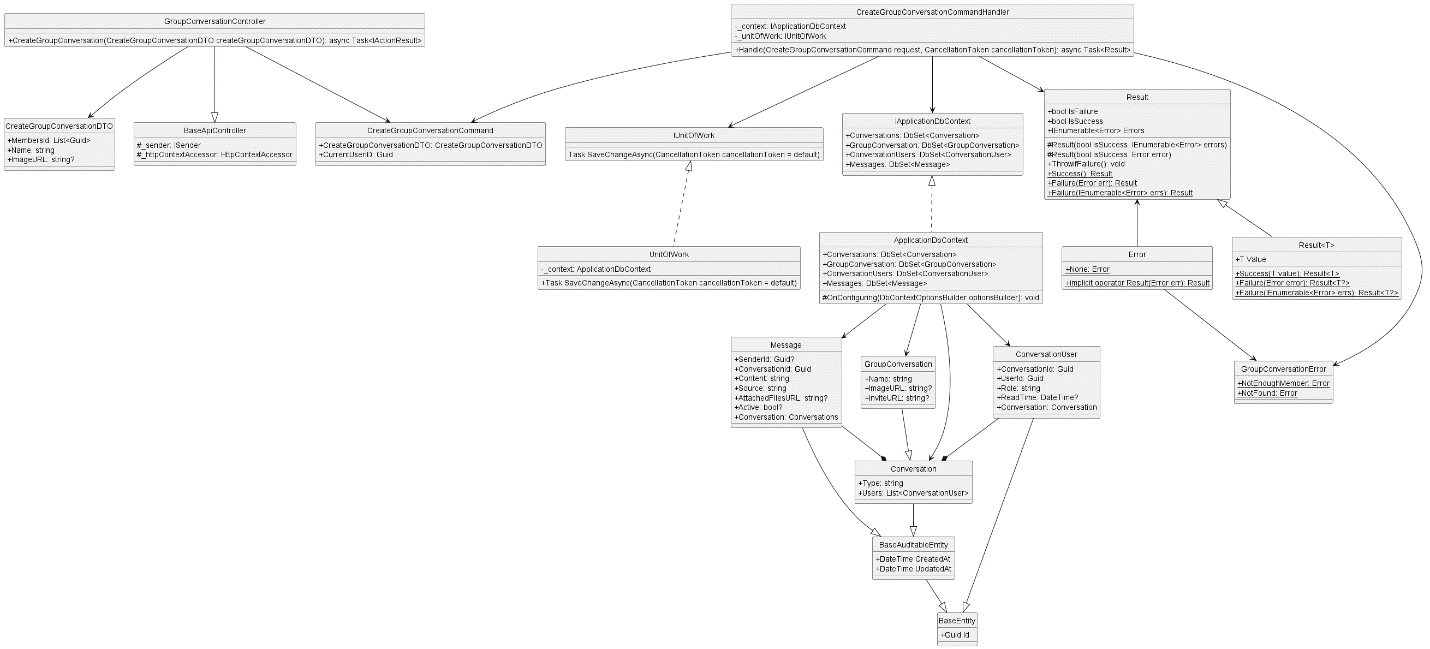 GroupConversationController
+CreateGroupConversation(CreateGroupConversationDTO createGroupConversationDTO): async Task<IActionResult>
CreateGroupConversationCommandHandler
-_context: IApplicationDbContext
-_unitOfWork: IUnitOfWork
+Handle(CreateGroupConversationCommand request, CancellationToken cancellationToken): async Task<Result>
CreateGroupConversationDTO
+MembersId: List<Guid>
+Name: string
+ImageURL: string?
BaseApiController
#_sender: ISender
#_httpContextAccessor: HttpContextAccessor
CreateGroupConversationCommand
+CreateGroupConversationDTO: CreateGroupConversationDTO
+CurrentUserID: Guid
IUnitOfWork
Task SaveChangeAsync(CancellationToken cancellationToken = default)
IApplicationDbContext
+Conversations: DbSet<Conversation>
+GroupConversation: DbSet<GroupConversation>
+ConversationUsers: DbSet<ConversationUser>
+Messages: DbSet<Message>
Result
+bool IsFailure
+bool IsSuccess
+IEnumerable<Error> Errors
#Result(bool isSuccess, IEnumerable<Error> errors)
#Result(bool isSuccess, Error error)
+ThrowIfFailure(): void
+Success(): Result
+Failure(Error err): Result
+Failure(IEnumerable<Error> errs): Result
UnitOfWork
-_context: ApplicationDbContext
+Task SaveChangeAsync(CancellationToken cancellationToken = default)
ApplicationDbContext
+Conversations: DbSet<Conversation>
+GroupConversation: DbSet<GroupConversation>
+ConversationUsers: DbSet<ConversationUser>
+Messages: DbSet<Message>
#OnConfiguring(DbContextOptionsBuilder optionsBuilder): void
Error
+None: Error
+implicit operator Result(Error err): Result
Result<T>
+T Value
+Success(T value): Result<T>
+Failure(Error error): Result<T?>
+Failure(IEnumerable<Error> errs): Result<T?>
Message
+SenderId: Guid?
+ConversationId: Guid
+Content: string
+Source: string
+AttachedFilesURL: string?
+Active: bool?
+Conversation: Conversations
GroupConversation
+Name: string
+ImageURL: string?
+InviteURL: string?
ConversationUser
+ConversationId: Guid
+UserId: Guid
+Role: string
+ReadTime: DateTime?
+Conversation: Conversation
GroupConversationError
+NotEnoughMember: Error
+NotFound: Error
Conversation
+Type: string
+Users: List<ConversationUser>
BaseAuditableEntity
+DateTime CreatedAt
+DateTime UpdatedAt
BaseEntity
+Guid Id